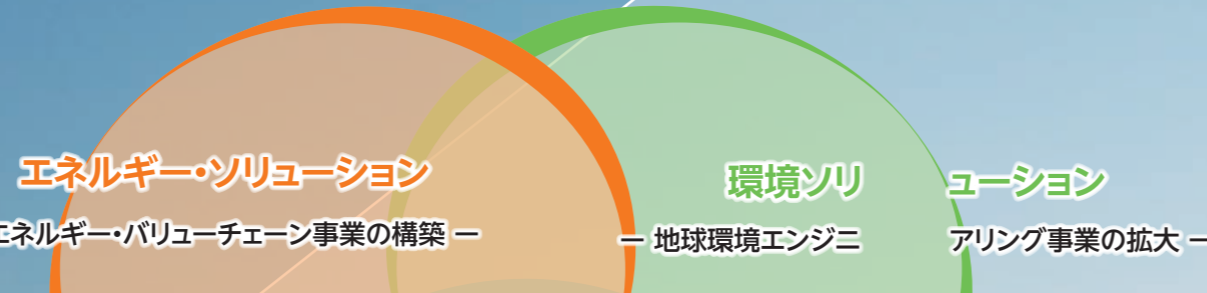 エネルギー・ソリューション
エネルギー・バリューチェーン事業の構築 ー
環境ソリューション
ー 地球環境エンジニアリング事業の拡大 ー